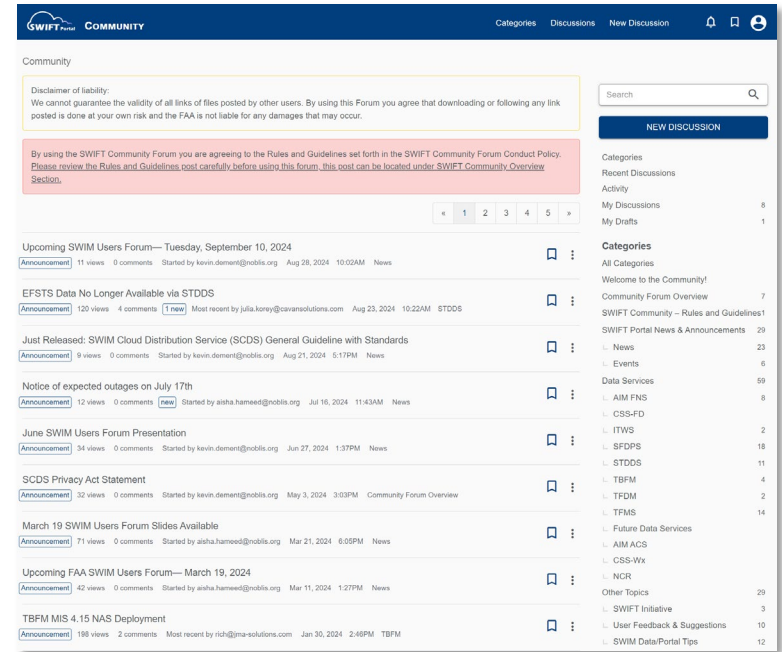 SWIFT Portal COMMUNITY
Categories Discussions New Discussion
Community
Disclaimer of liability:
We cannot guarantee the validity of all links of files posted by other users. By using this Forum you agree that downloading or following any link
posted is done at your own risk and the FAA is not liable for any damages that may occur.
By using the SWIFT Community Forum you are agreeing to the Rules and Guidelines set forth in the SWIFT Community Forum Conduct Policy.
Please review the Rules and Guidelines post carefully before using this forum, this post can be located under SWIFT Community Overview
Section.
« 1 2 3 4 5 »
Upcoming SWIM Users Forum— Tuesday, September 10, 2024
Announcement 11 views 0 comments Started by kevin.dement@noblis.org Aug 28, 2024 10:02AM News
EFSTS Data No Longer Available via STDDS
Announcement 120 views 4 comments 1 new Most recent by julia.korey@cavansolutions.com Aug 23, 2024 10:22AM STDDS
Just Released: SWIM Cloud Distribution Service (SCDS) General Guideline with Standards
Announcement 9 views 0 comments Started by kevin.dement@noblis.org Aug 21, 2024 5:17PM News
Notice of expected outages on July 17th
Announcement 12 views 0 comments new Started by aisha.hameed@noblis.org Jul 16, 2024 11:43AM News
June SWIM Users Forum Presentation
Announcement 34 views 0 comments Started by kevin.dement@noblis.org Jun 27, 2024 1:37PM News
SCDS Privacy Act Statement
Announcement 32 views 0 comments Started by kevin.dement@noblis.org May 3, 2024 3:03PM Community Forum Overview
March 19 SWIM Users Forum Slides Available
Announcement 71 views 0 comments Started by aisha.hameed@noblis.org Mar 21, 2024 6:05PM News
Upcoming FAA SWIM Users Forum— March 19, 2024
Announcement 42 views 0 comments Started by aisha.hameed@noblis.org Mar 11, 2024 1:27PM News
TBFM MIS 4.15 NAS Deployment
Announcement 198 views 2 comments Most recent by rich@jma-solutions.com Jan 30, 2024 2:46PM TBFM
Search
NEW DISCUSSION
Categories
Recent Discussions
Activity
My Discussions 8
My Drafts 1
Categories
All Categories
Welcome to the Community!
Community Forum Overview 7
SWIFT Community – Rules and Guidelines1
SWIFT Portal News & Announcements 29
News 23
Events 6
Data Services 59
AIM FNS 8
CSS-FD
ITWS 2
SFDPS 18
STDDS 11
TBFM 4
TFDM 2
TFMS 14
Future Data Services
AIM ACS
CSS-Wx
NCR
Other Topics 29
SWIFT Initiative 3
User Feedback & Suggestions 10
SWIM Data/Portal Tips 12